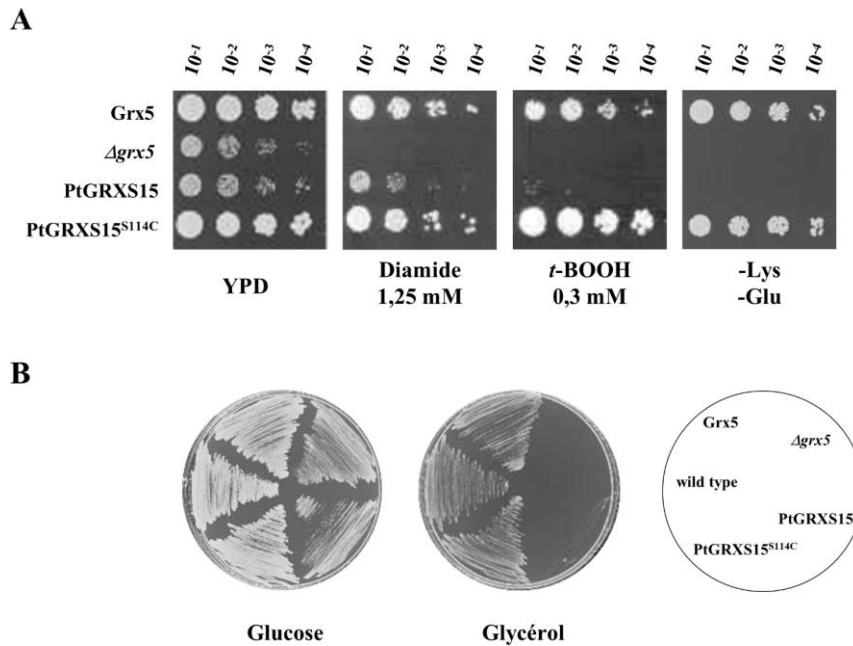 A
10-1 10-2 10-3 10-4 10-1 10-2 10-3 10-4 10-1 10-2 10-3 10-4 10-1 10-2 10-3 10-4
Grx5
Δgrx5
PtGRXS15
PtGRXS15S114C
YPD
Diamide
1,25 mM
t-BOOH
0,3 mM
-Lys
-Glu
B
Grx5
Δgrx5
wild type
PtGRXS15
PtGRXS15S114C
Glucose
Glycérol